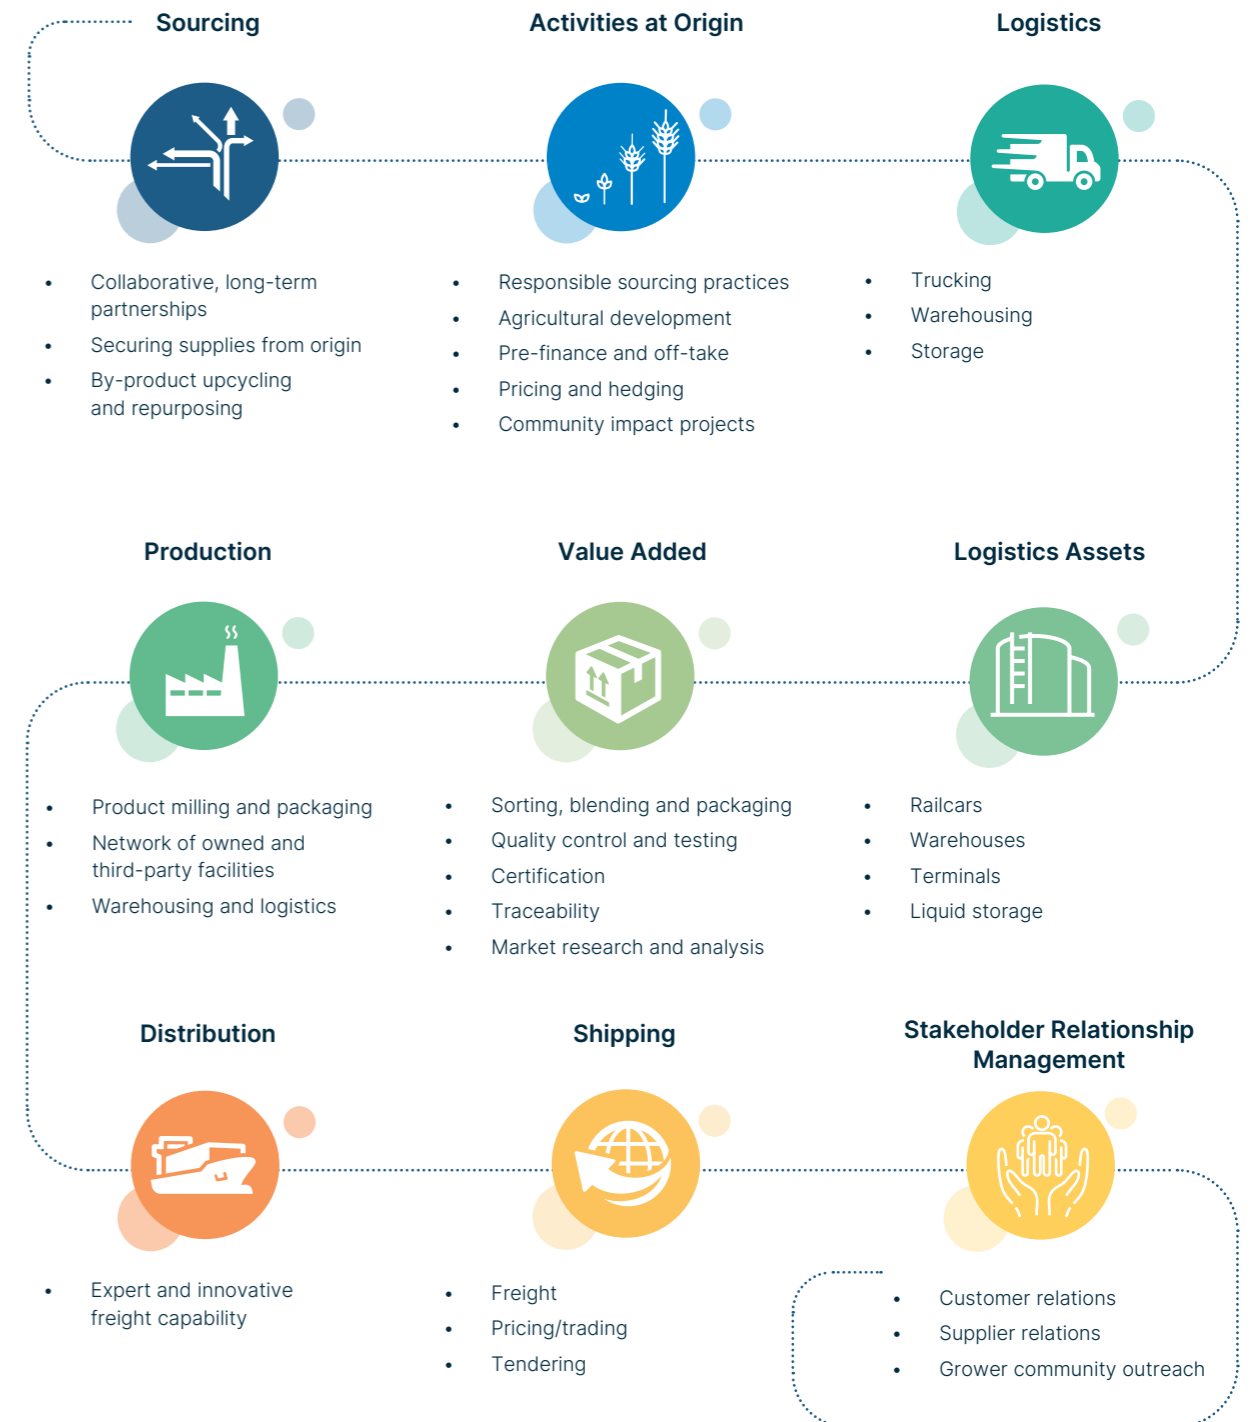 Sourcing
Collaborative, long-term
partnerships
Securing supplies from origin
By-product upcycling
and repurposing
Activities at Origin
Responsible sourcing practices
Agricultural development
Pre-finance and off-take
Pricing and hedging
Community impact projects
Logistics
Trucking
Warehousing
Storage
Production
Product milling and packaging
Network of owned and
third-party facilities
Warehousing and logistics
Value Added
Sorting, blending and packaging
Quality control and testing
Certification
Traceability
Market research and analysis
Logistics Assets
Railcars
Warehouses
Terminals
Liquid storage
Distribution
Expert and innovative
freight capability
Shipping
Freight
Pricing/trading
Tendering
Stakeholder Relationship
Management
Customer relations
Supplier relations
Grower community outreach